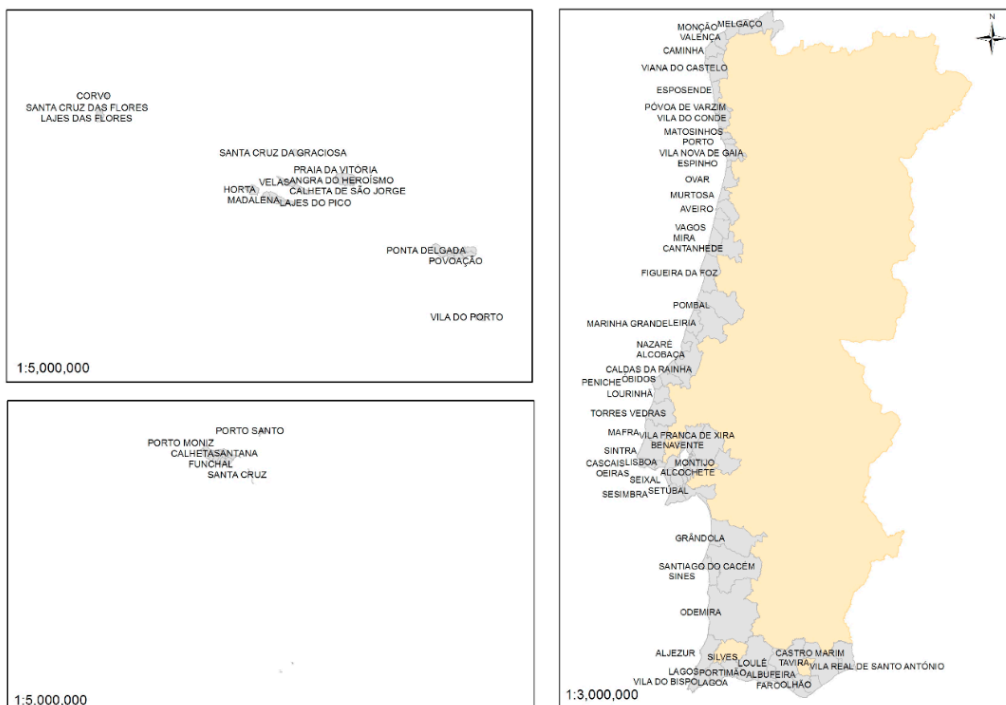 CORVO
SANTA CRUZ DAS FLORES
LAJES DAS FLORES
SANTA CRUZ DA GRACIOSA
PRAIA DA VITÓRIA
VELAS ANGRA DO HEROÍSMO
HORTA CALHETA DE SÃO JORGE
MADALENA LAJES DO PICO
PONTA DELGADA
POVOAÇÃO
VILA DO PORTO
1:5,000,000
PORTO SANTO
PORTO MONIZ
CALHETA SANTANA
FUNCHAL
SANTA CRUZ
1:5,000,000
N
MELGAÇO
MONÇÃO
VALENÇA
CAMINHA
VIANA DO CASTELO
ESPOSENDE
PÓVOA DE VARZIM
VILA DO CONDE
MATOSINHOS
PORTO
VILA NOVA DE GAIA
ESPINHO
OVAR
MURTOSA
AVEIRO
VAGOS
MIRA
CANTANHEDE
FIGUEIRA DA FOZ
POMBAL
MARINHA GRANDE LEIRIA
NAZARÉ
ALCOBAÇA
CALDAS DA RAINHA
PENICHE ÓBIDOS
LOURINHÃ
TORRES VEDRAS
MAFRA VILA FRANCA DE XIRA
BENAVENTE
SINTRA
CASCAIS LISBOA MONTIJO
OEIRAS ALCOCHETE
SEIXAL
SESIMBRA SETÚBAL
GRÂNDOLA
SANTIAGO DO CACÉM
SINES
ODEMIRA
ALJEZUR SILVES CASTRO MARIM
LOULÉ TAVIRA VILA REAL DE SANTO ANTÓNIO
LAGOS PORTIMÃO ALBUFEIRA
VILA DO BISPO LAGOA FARO OLHÃO
1:3,000,000